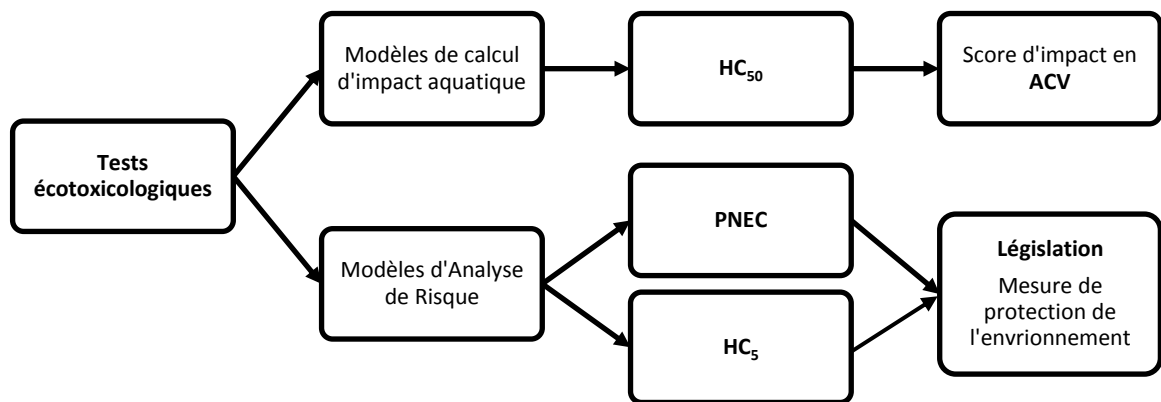 Tests
écotoxicologiques
Modèles de calcul
d'impact aquatique
HC₅₀
Score d'impact en
ACV
Modèles d'Analyse
de Risque
PNEC
HC₅
Législation
Mesure de
protection de
l'envrionnement